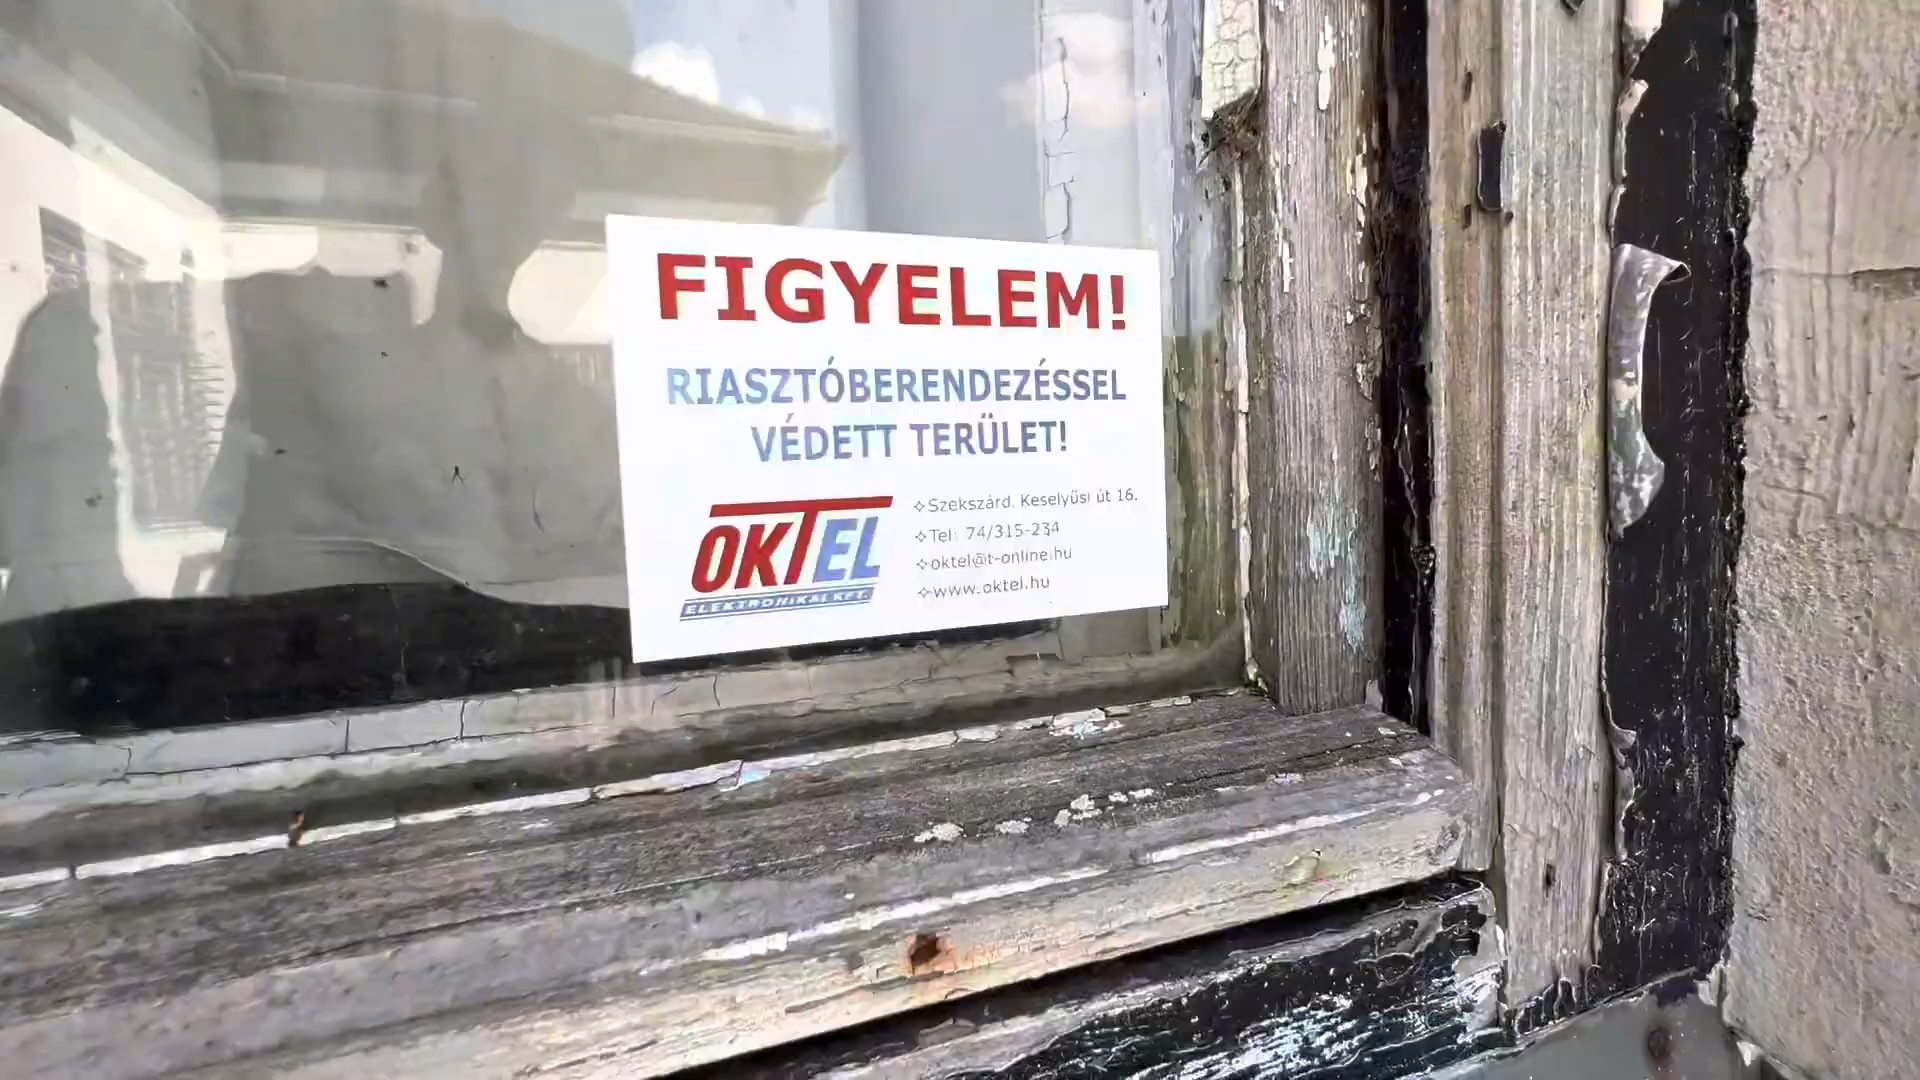 FIGYELEM!
RIASZTÓBERENDEZÉSSEL
VÉDETT TERÜLET!
OKTEL
ELEKTRONIKAI KFT.
✧Szekszárd, Keselyűsi út 16.
✧Tel: 74/315-234
✧oktel@t-online.hu
✧www.oktel.hu